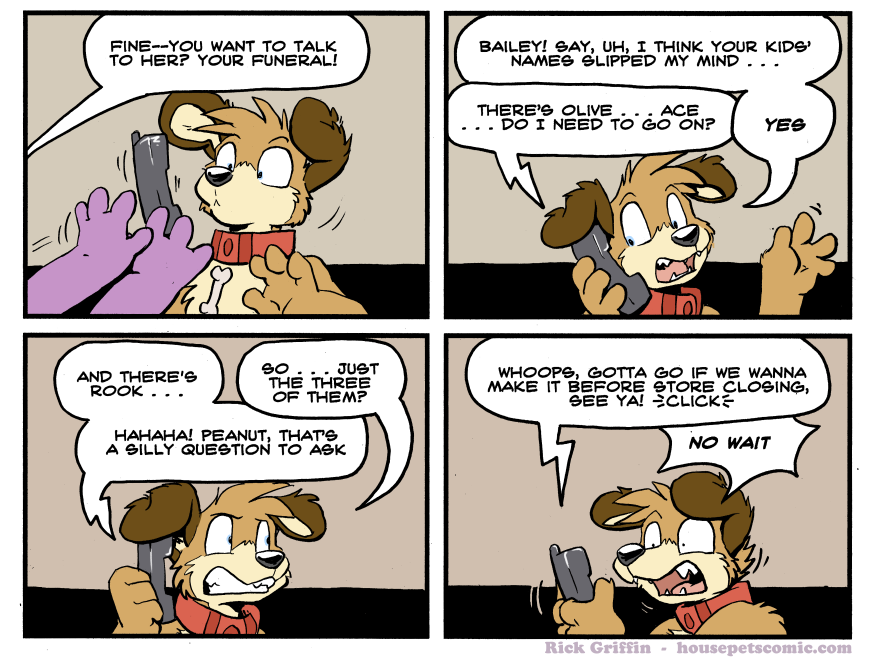 FINE--YOU WANT TO TALK
TO HER? YOUR FUNERAL!
BAILEY! SAY, UH, I THINK YOUR KIDS'
NAMES SLIPPED MY MIND . . .
THERE'S OLIVE . . . ACE
. . . DO I NEED TO GO ON?
YES
AND THERE'S
ROOK . . .
SO . . . JUST
THE THREE
OF THEM?
HAHAHA! PEANUT, THAT'S
A SILLY QUESTION TO ASK
WHOOPS, GOTTA GO IF WE WANNA
MAKE IT BEFORE STORE CLOSING,
SEE YA! CLICK
NO WAIT
Rick Griffin - housepetscomic.com